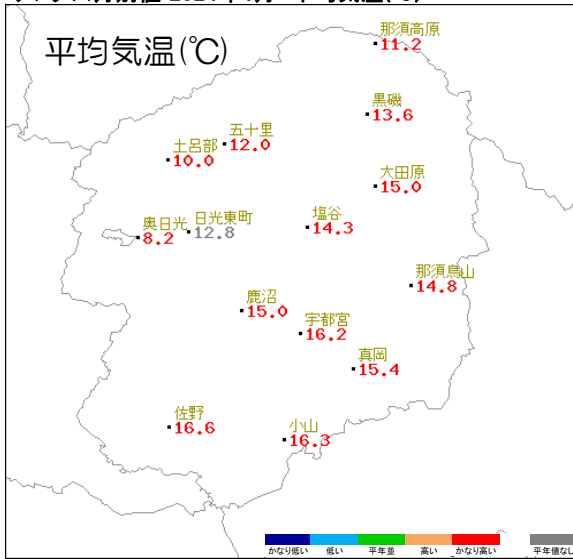 平均気温(℃)
那須高原
11.2
黒磯
13.6
五十里
12.0
土呂部
10.0
大田原
15.0
奥日光
8.2
日光東町
12.8
塩谷
14.3
那須烏山
14.8
鹿沼
15.0
宇都宮
16.2
真岡
15.4
佐野
16.6
小山
16.3
かなり低い 低い 平年並 高い かなり高い 平年値なし